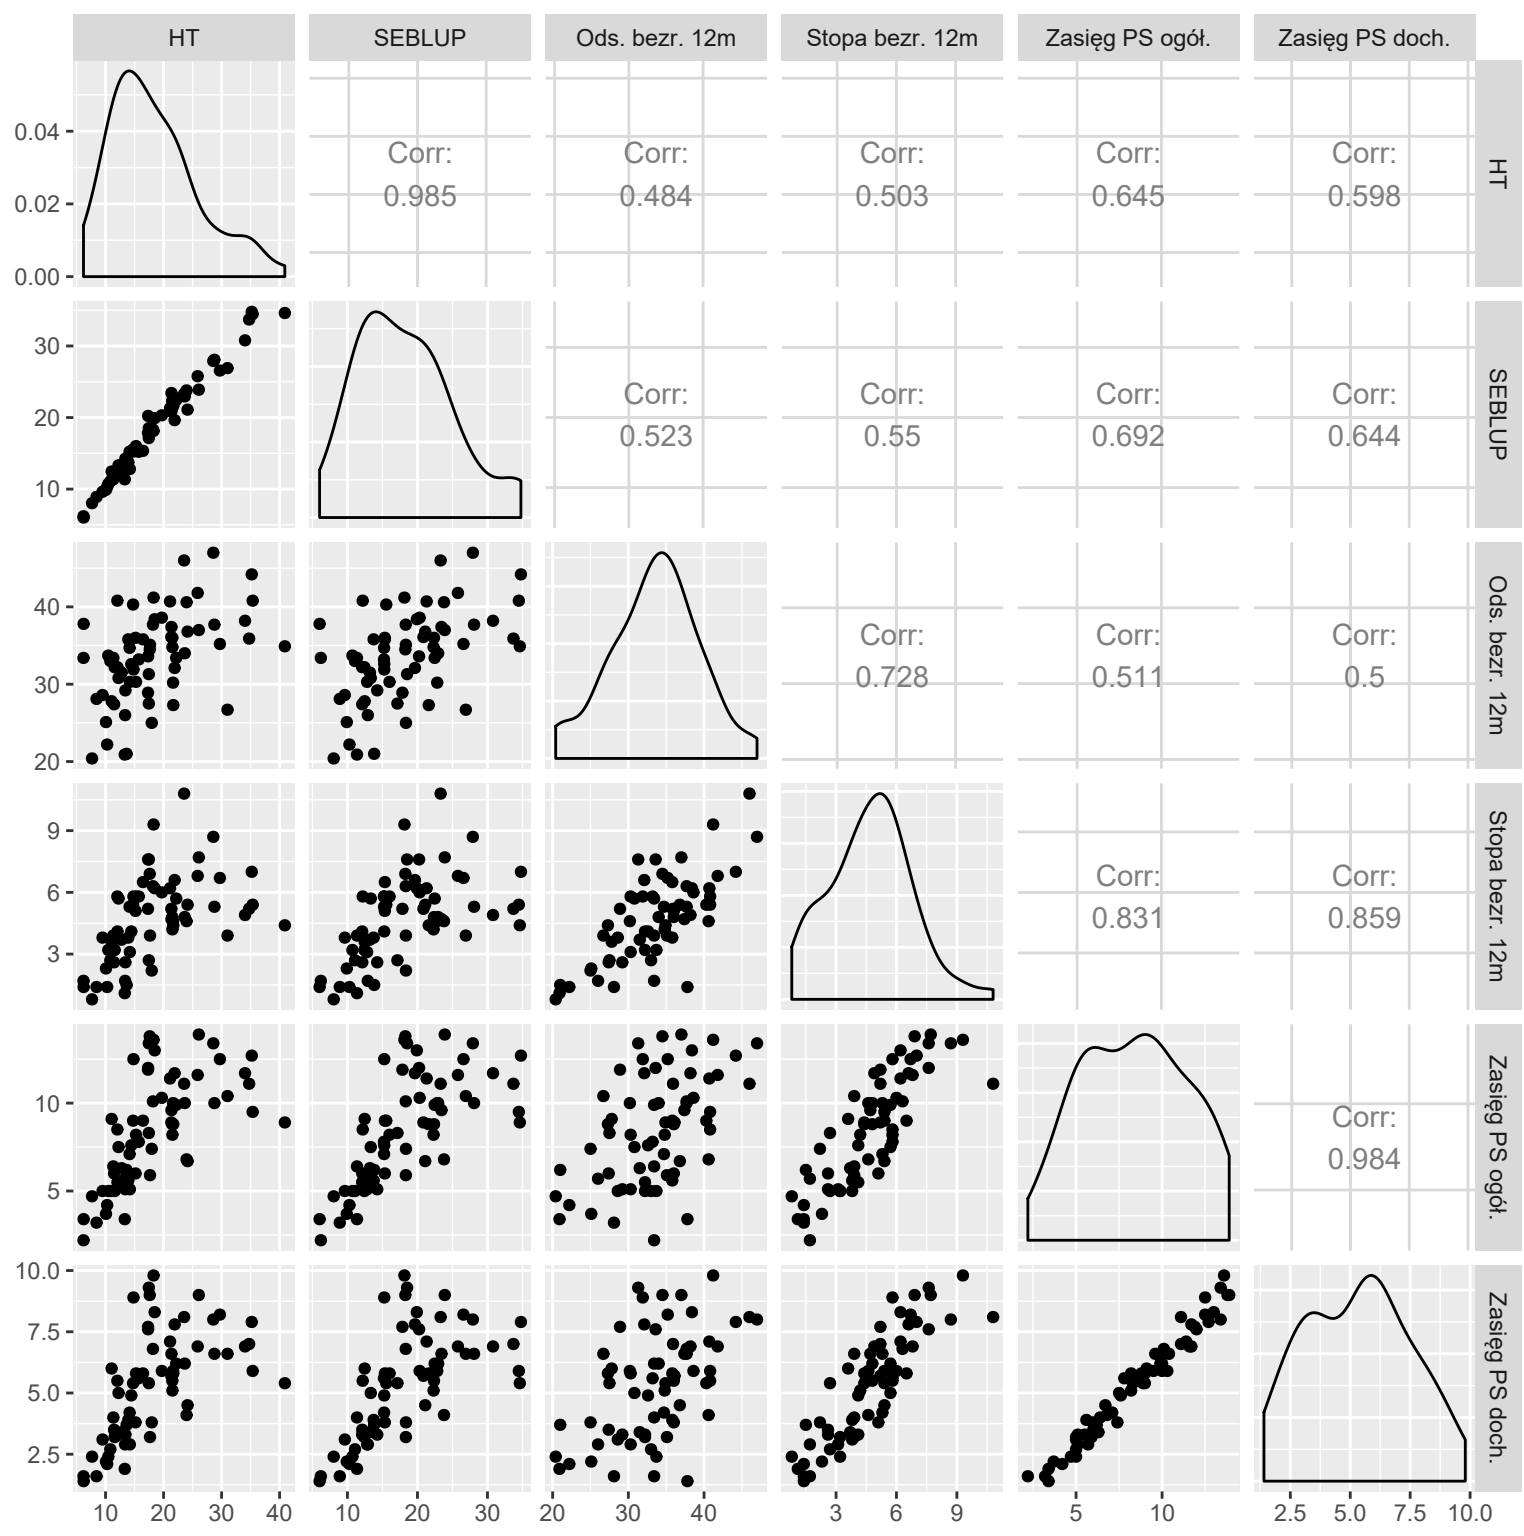 HT SEBLUP Ods. bezr. 12m Stopa bezr. 12m Zasięg PS ogół. Zasięg PS doch.
0.04
Corr: Corr: Corr: Corr: Corr:
HT
0.985 0.484 0.503 0.645 0.598
0.02
0.00
30
Corr: Corr: Corr: Corr:
SEBLUP
20
0.523 0.55 0.692 0.644
10
40
Corr: Corr: Corr:
Ods. bezr. 12m
0.728 0.511 0.5
30
20
9
Corr: Corr:
Stopa bezr. 12m
6
0.831 0.859
3
10
Corr:
Zasięg PS ogół.
0.984
5
10.0
7.5
Zasięg PS doch.
5.0
2.5
10 20 30 40 10 20 30 20 30 40 3 6 9 5 10 2.5 5.0 7.5 10.0